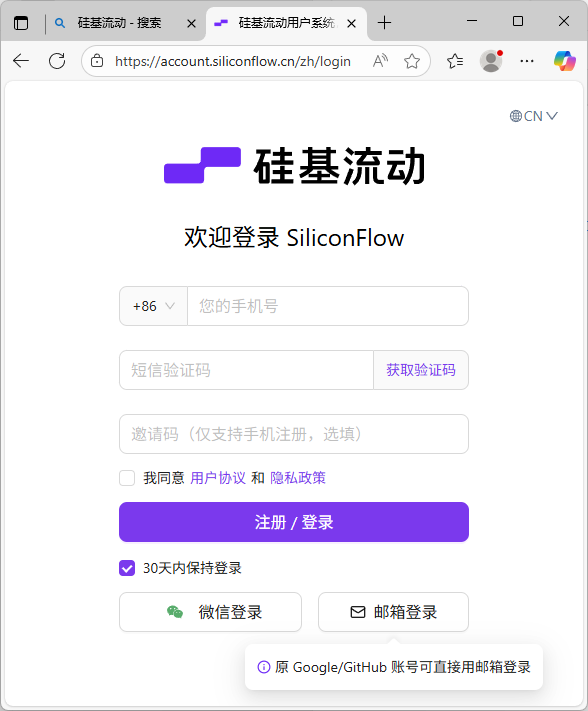 硅基流动 - 搜索
硅基流动用户系统
https://account.siliconflow.cn/zh/login
CN
硅基流动
欢迎登录 SiliconFlow
+86 您的手机号
短信验证码 获取验证码
邀请码（仅支持手机注册，选填）
我同意 用户协议 和 隐私政策
注册 / 登录
30天内保持登录
微信登录 邮箱登录
原 Google/GitHub 账号可直接用邮箱登录